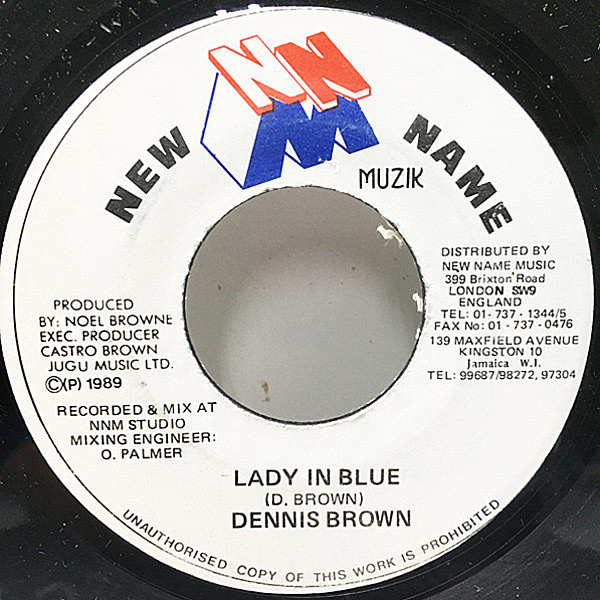 NNM
NEW NAME
MUZIK
PRODUCED
BY: NOEL BROWNE
EXEC. PRODUCER
CASTRO BROWN
JUGU MUSIC LTD.
©(P) 1989
RECORDED & MIX AT
NNM STUDIO
MIXING ENGINEER:
O. PALMER
DISTRIBUTED BY
NEW NAME MUSIC
399 Brixton Road
LONDON SW9
ENGLAND
TEL: 01-737-1344/5
FAX No: 01-737-0476
139 MAXFIELD AVENUE
KINGSTON 10
Jamaica W.I.
TEL: 99687/98272, 97304
LADY IN BLUE
(D. BROWN)
DENNIS BROWN
UNAUTHORISED COPY OF THIS WORK IS PROHIBITED